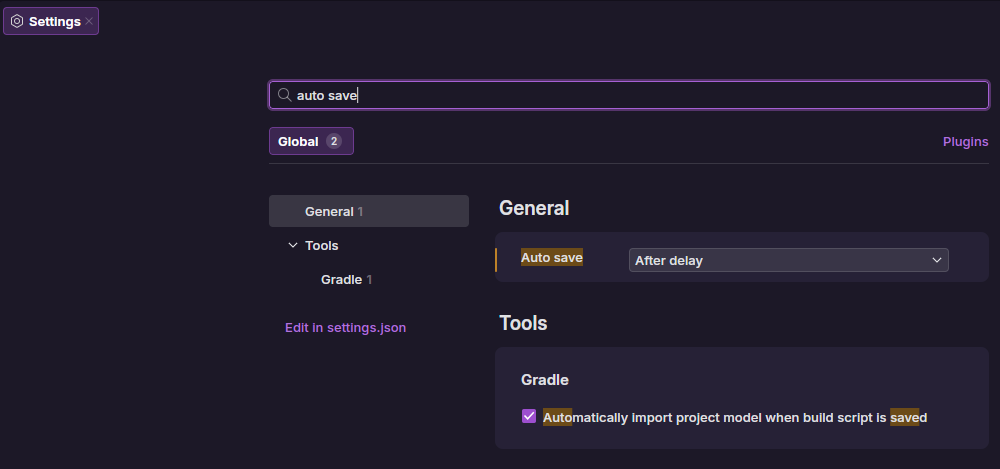 Settings
auto save
Global 2
Plugins
General 1
Tools
Gradle 1
Edit in settings.json
General
Auto save
After delay
Tools
Gradle
Automatically import project model when build script is saved